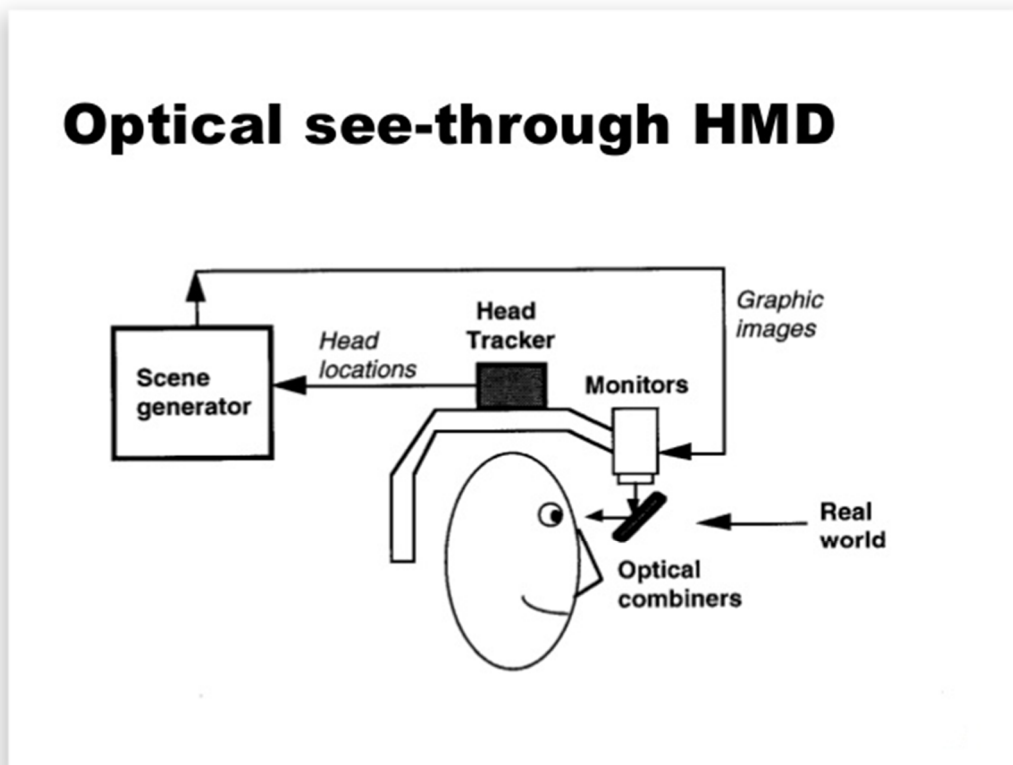 Optical see-through HMD
Graphic
images
Head
Tracker
Head
locations
Scene
generator
Monitors
Real
world
Optical
combiners